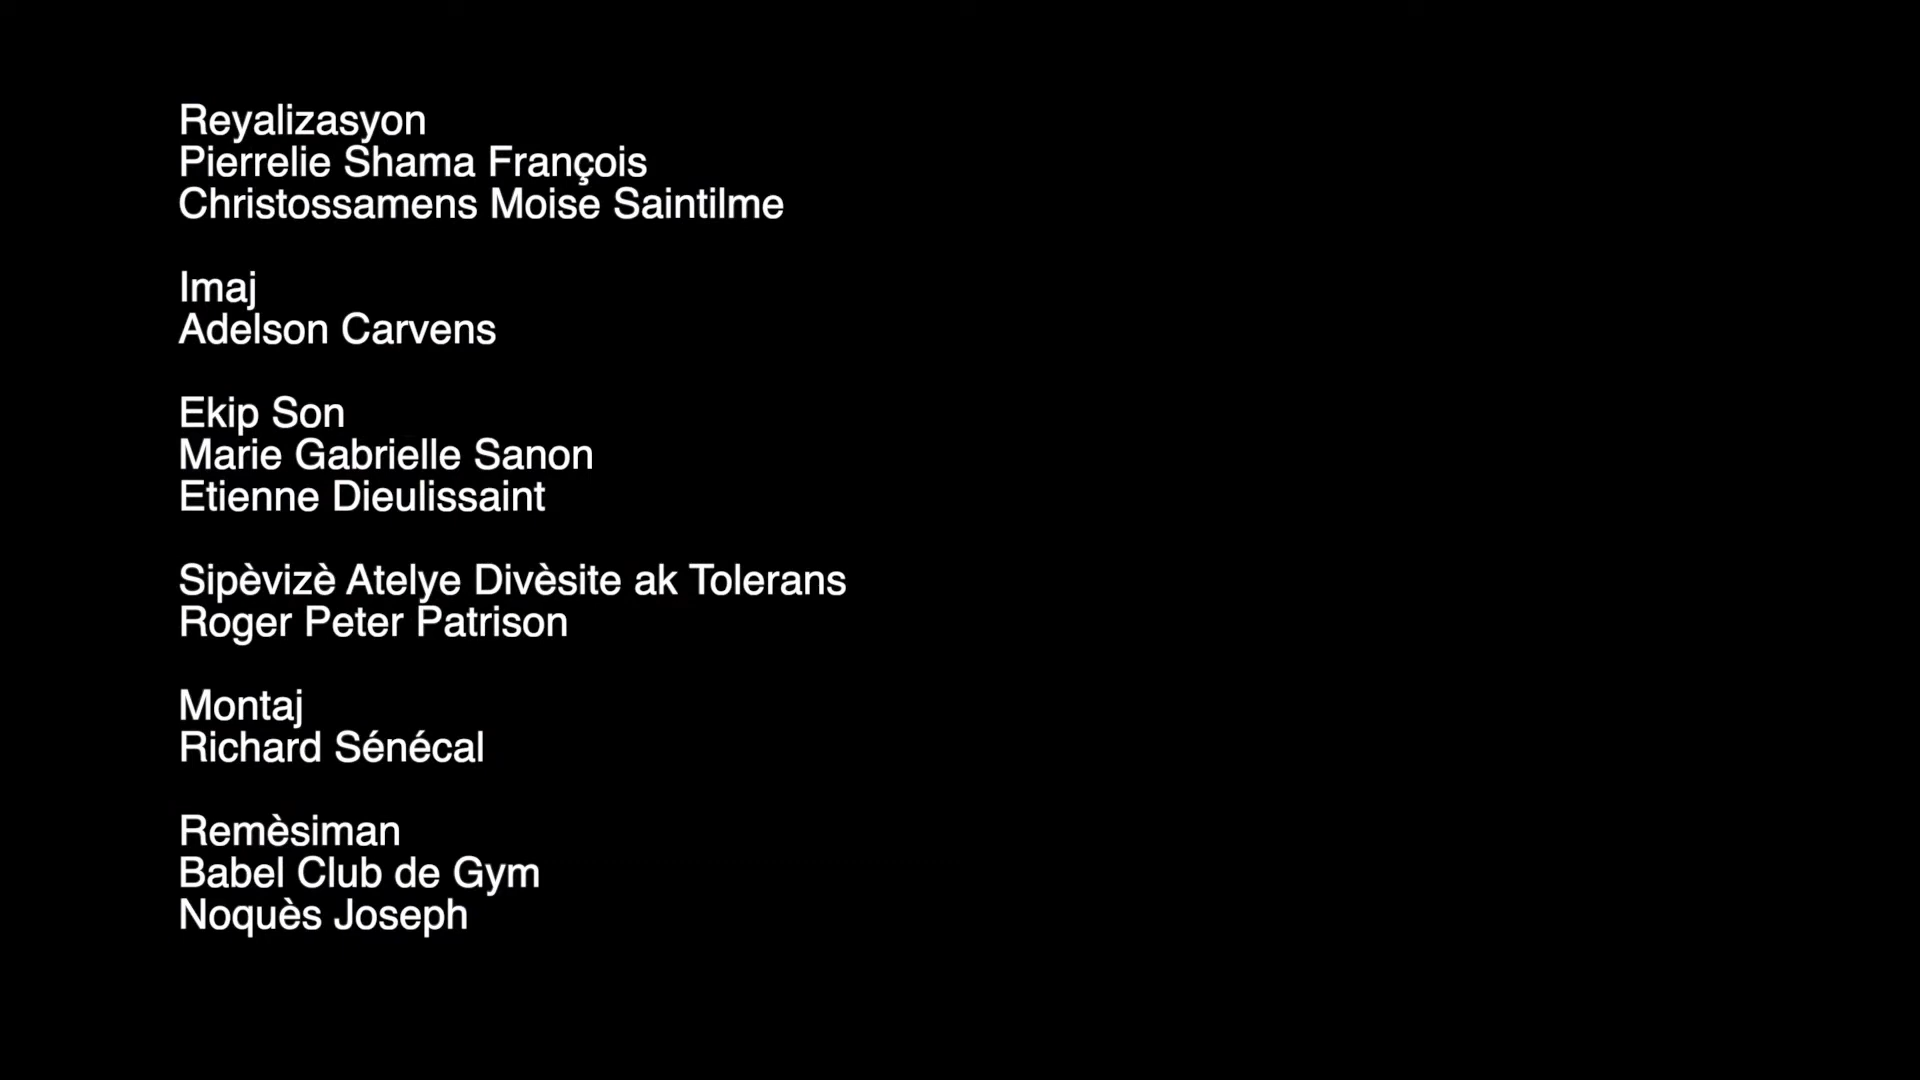 Reyalizasyon
Pierrelie Shama François
Christossamens Moise Saintilme
Imaj
Adelson Carvens
Ekip Son
Marie Gabrielle Sanon
Etienne Dieulissaint
Sipèvizè Atelye Divèsite ak Tolerans
Roger Peter Patrison
Montaj
Richard Sénécal
Remèsiman
Babel Club de Gym
Noquès Joseph